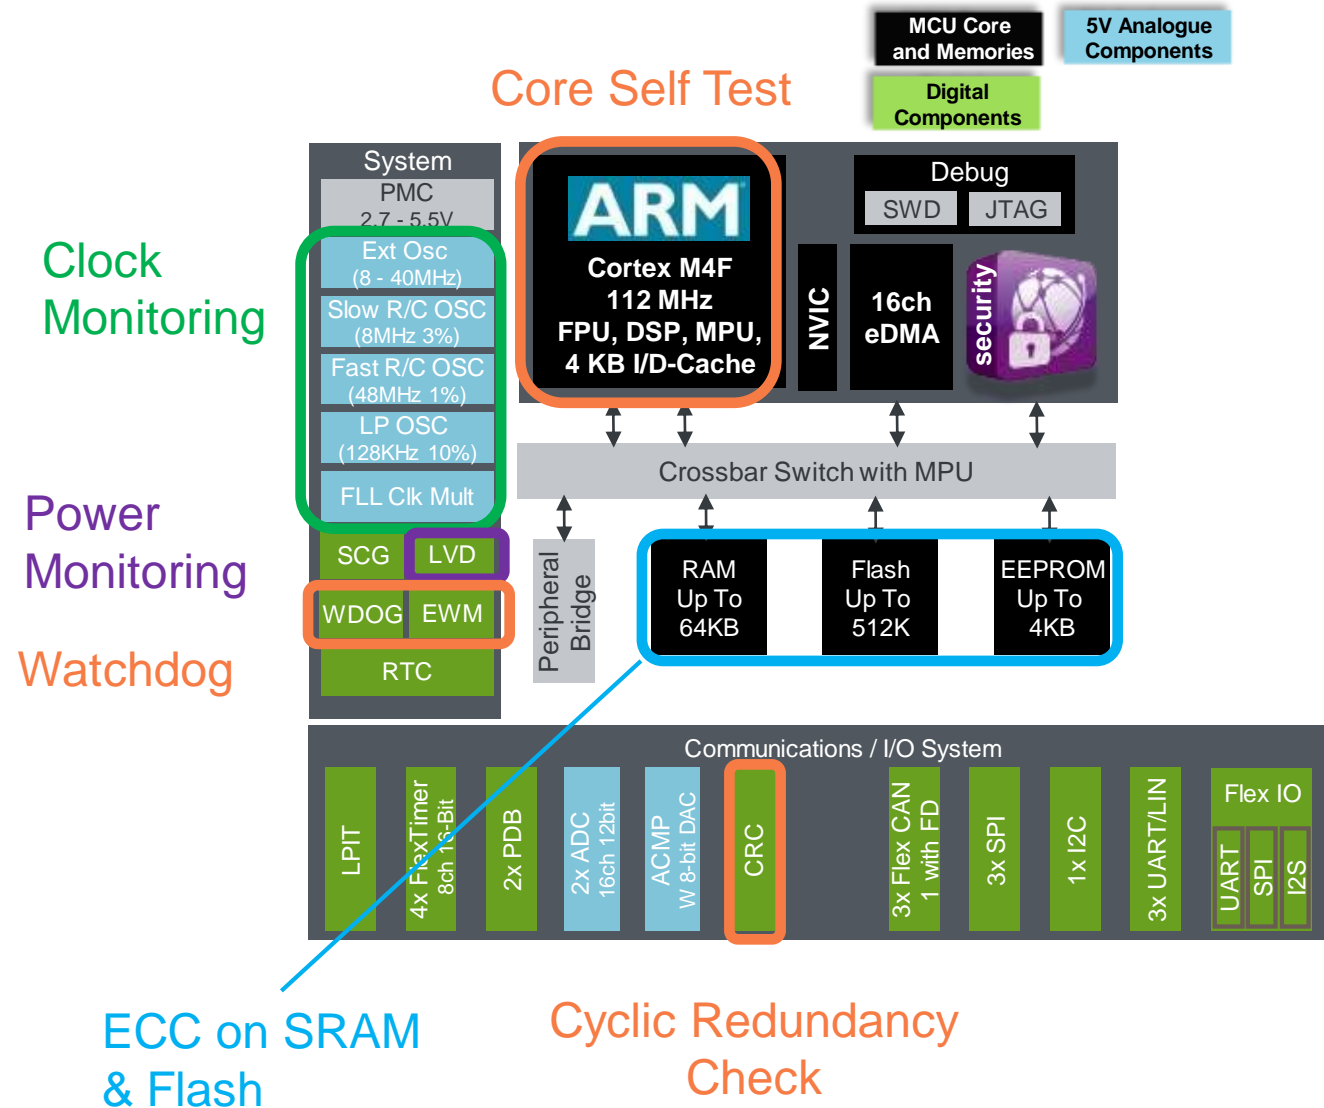 MCU Core
and Memories
5V Analogue
Components
Digital
Components
Core Self Test
System
PMC
2.7 - 5.5V
Ext Osc
(8 - 40MHz)
Slow R/C OSC
(8MHz 3%)
Fast R/C OSC
(48MHz 1%)
LP OSC
(128KHz 10%)
FLL Clk Mult
SCG
LVD
WDOG
EWM
RTC
Clock
Monitoring
Power
Monitoring
Watchdog
ARM
Cortex M4F
112 MHz
FPU, DSP, MPU,
4 KB I/D-Cache
NVIC
Debug
SWD
JTAG
16ch
eDMA
security
Crossbar Switch with MPU
Peripheral
Bridge
RAM
Up To
64KB
Flash
Up To
512K
EEPROM
Up To
4KB
Communications / I/O System
LPIT
4x FlexTimer
8ch 16-Bit
2x PDB
2x ADC
16ch 12bit
ACMP
W 8-bit DAC
CRC
3x Flex CAN
1 with FD
3x SPI
1x I2C
3x UART/LIN
Flex IO
UART
SPI
I2S
ECC on SRAM
& Flash
Cyclic Redundancy
Check